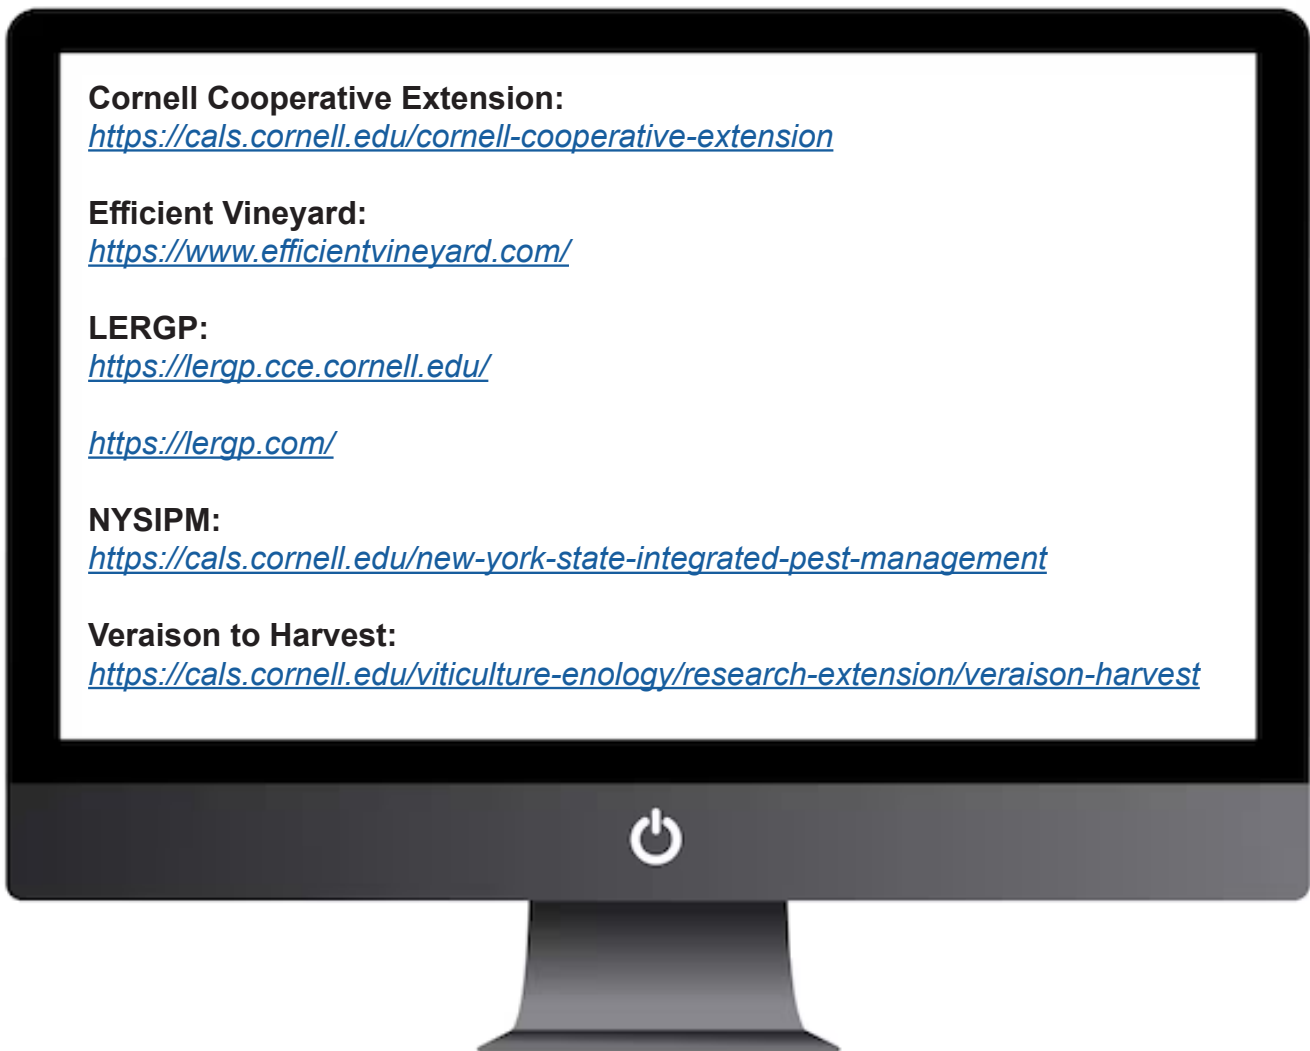 Cornell Cooperative Extension:
https://cals.cornell.edu/cornell-cooperative-extension
Efficient Vineyard:
https://www.efficientvineyard.com/
LERGP:
https://lergp.cce.cornell.edu/
https://lergp.com/
NYSIPM:
https://cals.cornell.edu/new-york-state-integrated-pest-management
Veraison to Harvest:
https://cals.cornell.edu/viticulture-enology/research-extension/veraison-harvest